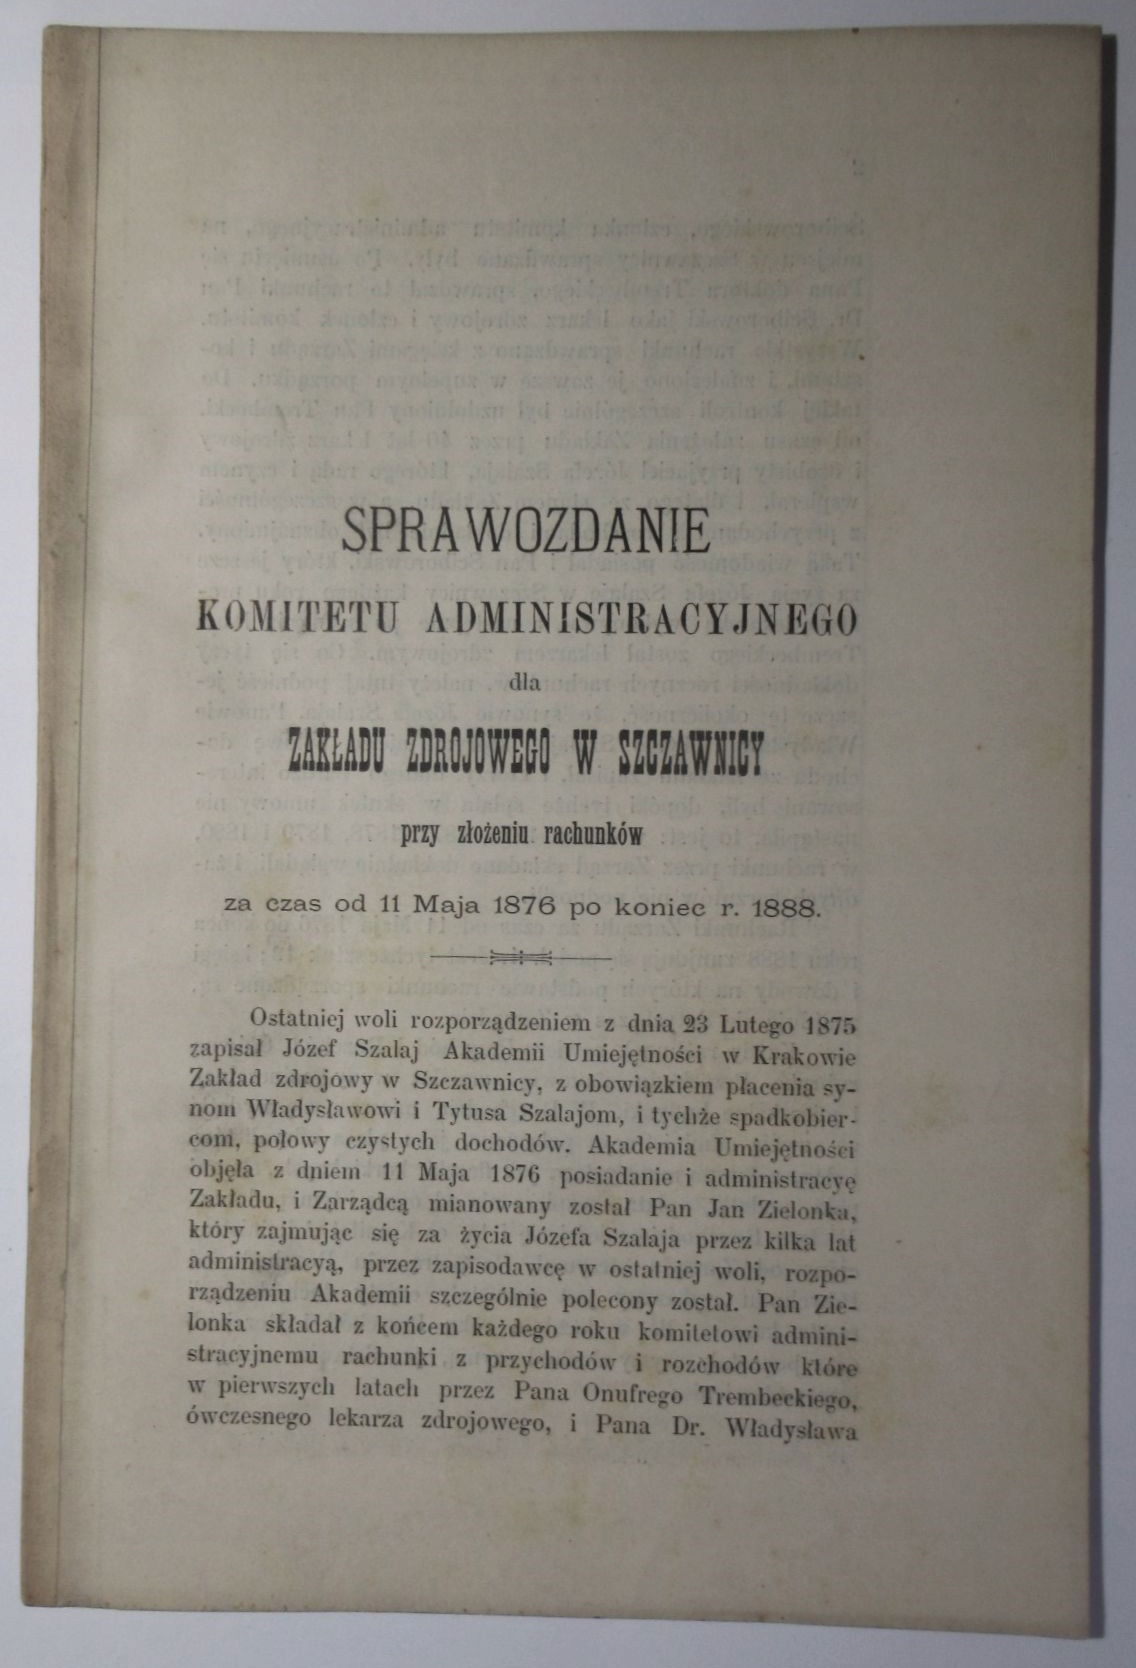 SPRAWOZDANIE
KOMITETU ADMINISTRACYJNEGO
dla
ZAKŁADU ZDROJOWEGO W SZCZAWNICY
przy złożeniu rachunków
za czas od 11 Maja 1876 po koniec r. 1888.
Ostatniej woli rozporządzeniem z dnia 23 Lutego 1875
zapisał Józef Szalaj Akademii Umiejętności w Krakowie
Zakład zdrojowy w Szczawnicy, z obowiązkiem płacenia sy-
nom Władysławowi i Tytusa Szalajom, i tychże spadkobier-
com, połowy czystych dochodów. Akademia Umiejętności
objęła z dniem 11 Maja 1876 posiadanie i administracyę
Zakładu, i Zarządcą mianowany został Pan Jan Zielonka,
który zajmując się za życia Józefa Szalaja przez kilka lat
administracyą, przez zapisodawcę w ostatniej woli, rozpo-
rządzeniu Akademii szczególnie polecony został. Pan Zie-
lonka składał z końcem każdego roku komitetowi admini-
stracyjnemu rachunki z przychodów i rozchodów które
w pierwszych latach przez Pana Onufrego Trembeckiego,
ówczesnego lekarza zdrojowego, i Pana Dr. Władysława